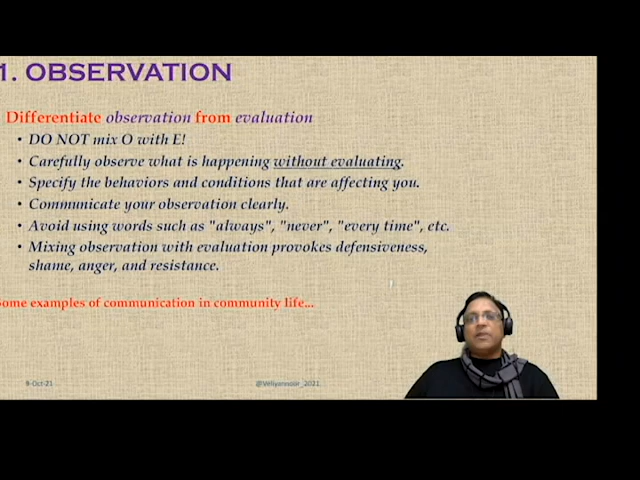 1. OBSERVATION
Differentiate observation from evaluation
• DO NOT mix O with E!
• Carefully observe what is happening without evaluating.
• Specify the behaviors and conditions that are affecting you.
• Communicate your observation clearly.
• Avoid using words such as "always", "never", "every time", etc.
• Mixing observation with evaluation provokes defensiveness,
shame, anger, and resistance.
Some examples of communication in community life...
9-Oct-21
@Veliyannoor_2021